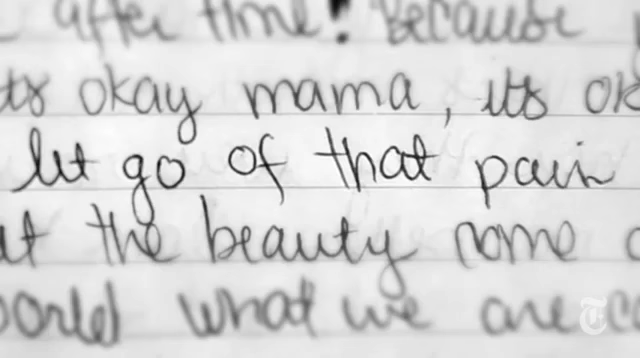 after time! Because
its okay mama, its ok
let go of that pain
at the beauty come
world what we are
T